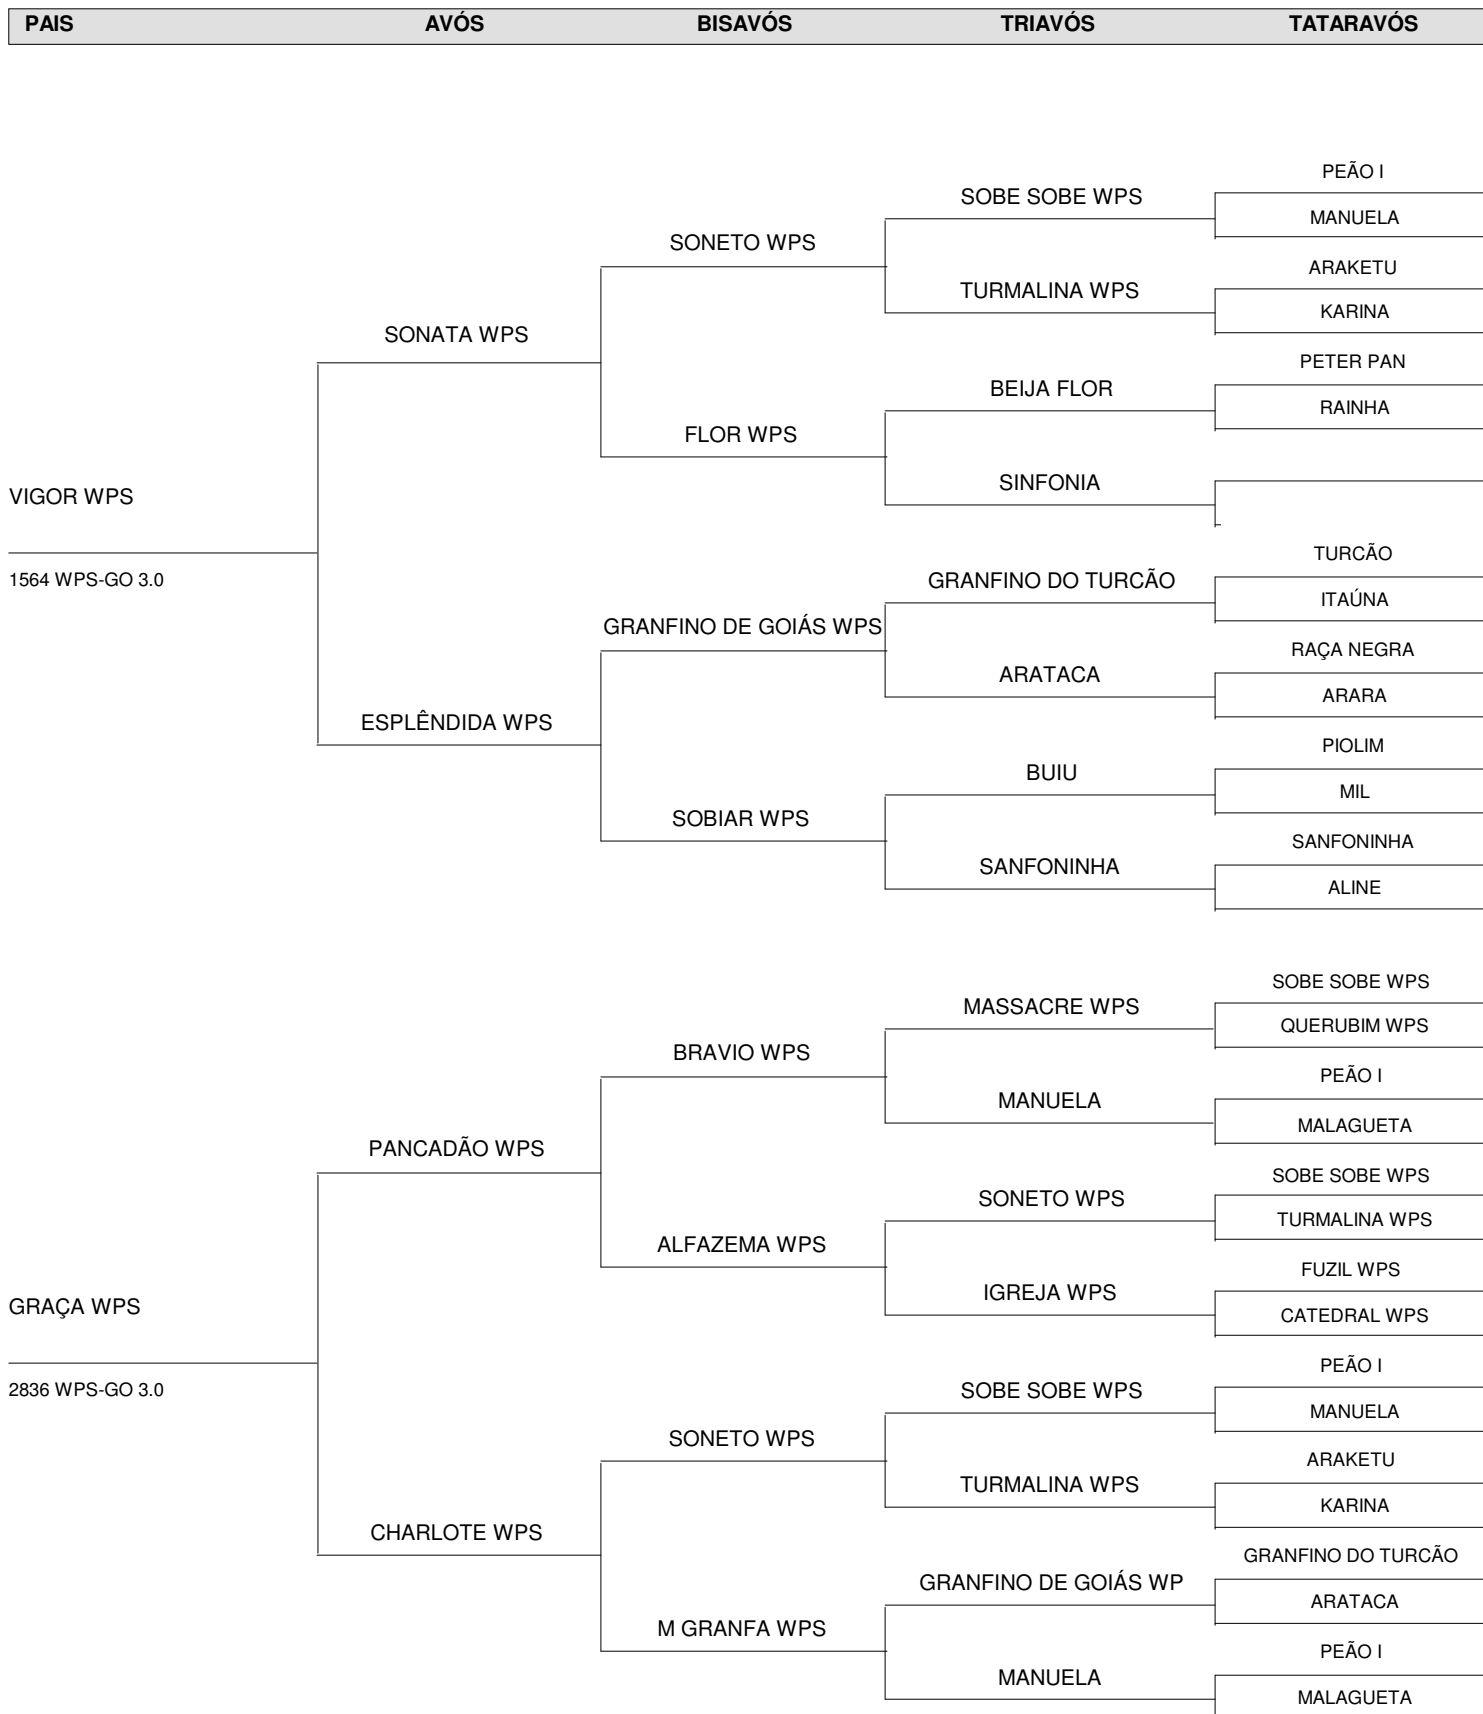 PAIS AVÓS BISAVÓS TRIAVÓS TATARAVÓS
PEÃO I
SOBE SOBE WPS
MANUELA
SONETO WPS
ARAKETU
TURMALINA WPS
KARINA
SONATA WPS
PETER PAN
BEIJA FLOR
RAINHA
FLOR WPS
SINFONIA
VIGOR WPS
TURCÃO
1564 WPS-GO 3.0
GRANFINO DO TURCÃO
ITAÚNA
GRANFINO DE GOIÁS WPS
RAÇA NEGRA
ARATACA
ARARA
ESPLÊNDIDA WPS
PIOLIM
BUIU
MIL
SOBIAR WPS
SANFONINHA
SANFONINHA
ALINE
SOBE SOBE WPS
MASSACRE WPS
QUERUBIM WPS
BRAVIO WPS
PEÃO I
MANUELA
MALAGUETA
PANCADÃO WPS
SOBE SOBE WPS
SONETO WPS
TURMALINA WPS
ALFAZEMA WPS
FUZIL WPS
IGREJA WPS
GRAÇA WPS
CATEDRAL WPS
PEÃO I
2836 WPS-GO 3.0
SOBE SOBE WPS
MANUELA
SONETO WPS
ARAKETU
TURMALINA WPS
KARINA
CHARLOTE WPS
GRANFINO DO TURCÃO
GRANFINO DE GOIÁS WP
ARATACA
M GRANFA WPS
PEÃO I
MANUELA
MALAGUETA